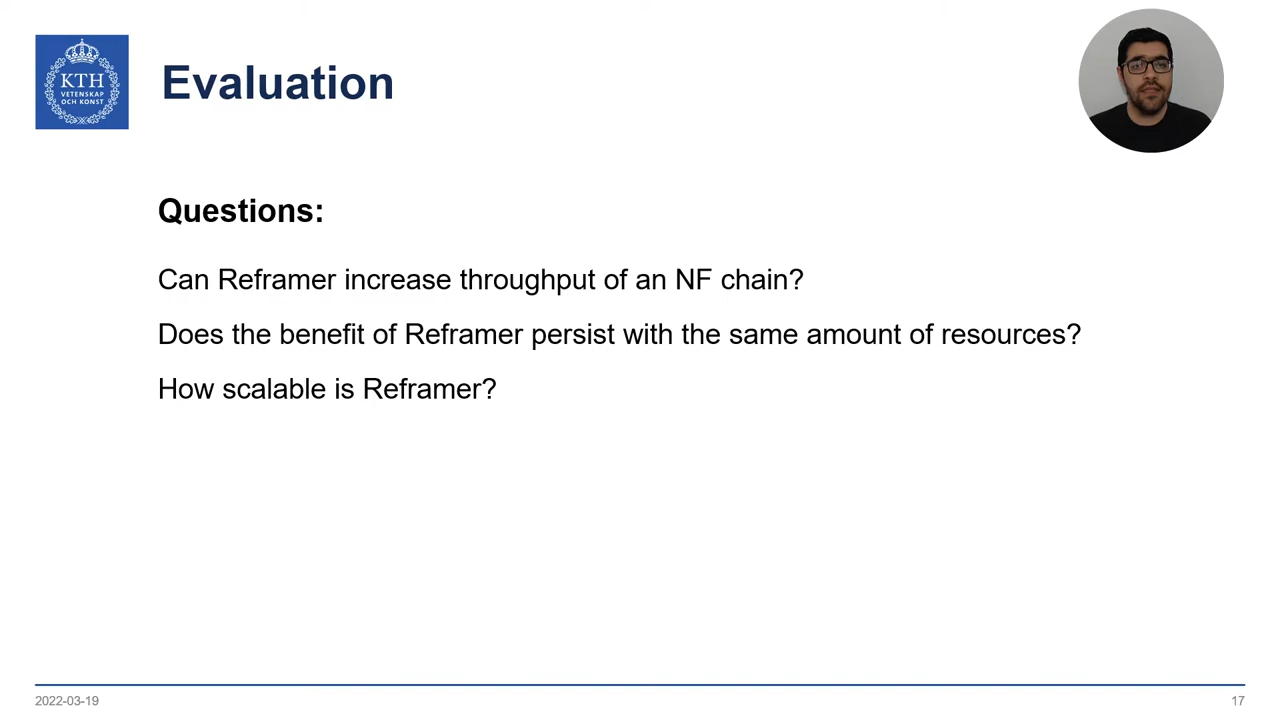 KTH
VETENSKAP
OCH KONST
Evaluation
Questions:
Can Reframer increase throughput of an NF chain?
Does the benefit of Reframer persist with the same amount of resources?
How scalable is Reframer?
2022-03-19
17